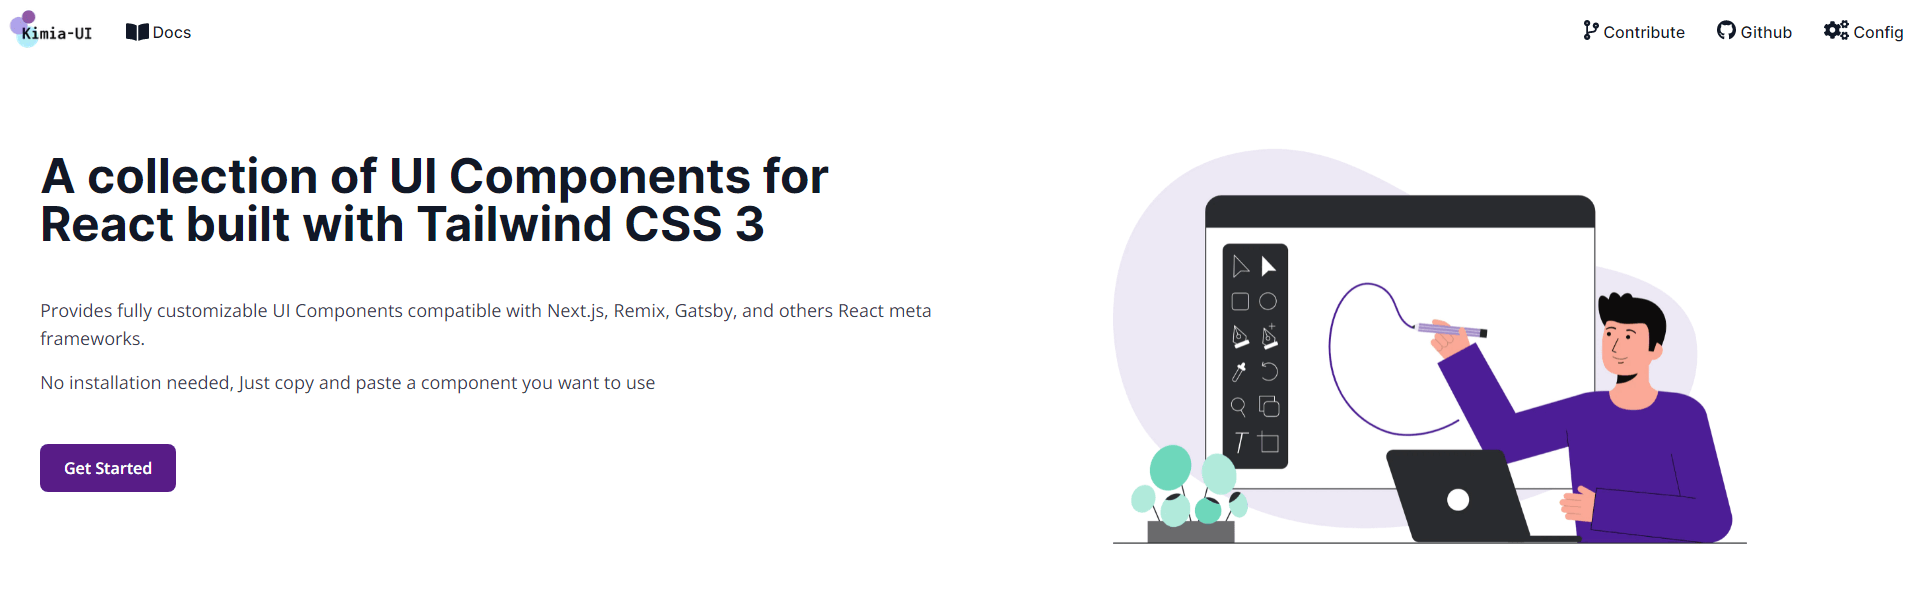 Kimia-UI
Docs
Contribute
Github
Config
A collection of UI Components for
React built with Tailwind CSS 3
Provides fully customizable UI Components compatible with Next.js, Remix, Gatsby, and others React meta
frameworks.
No installation needed, Just copy and paste a component you want to use
Get Started
T